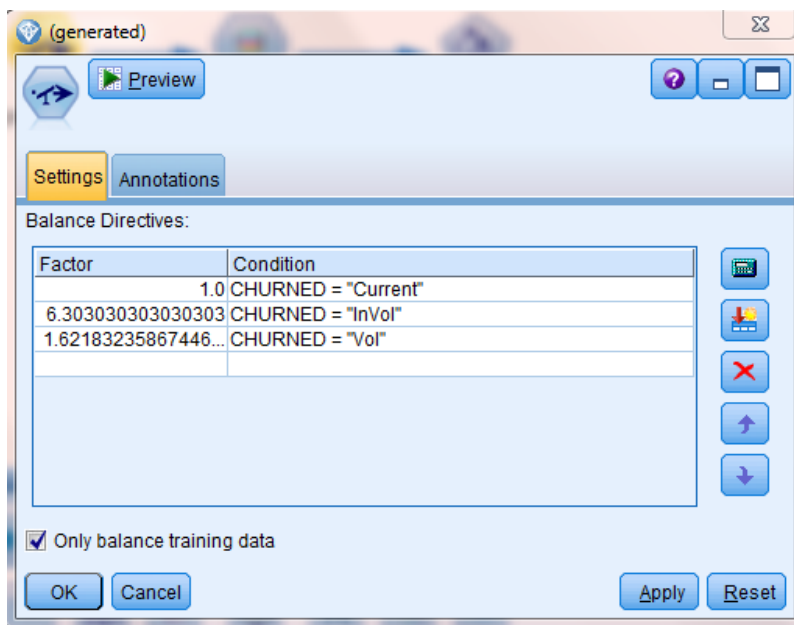 (generated)
Preview
Settings Annotations
Balance Directives:
Factor Condition
1.0 CHURNED = "Current"
6.303030303030303 CHURNED = "InVol"
1.62183235867446... CHURNED = "Vol"
Only balance training data
OK Cancel Apply Reset